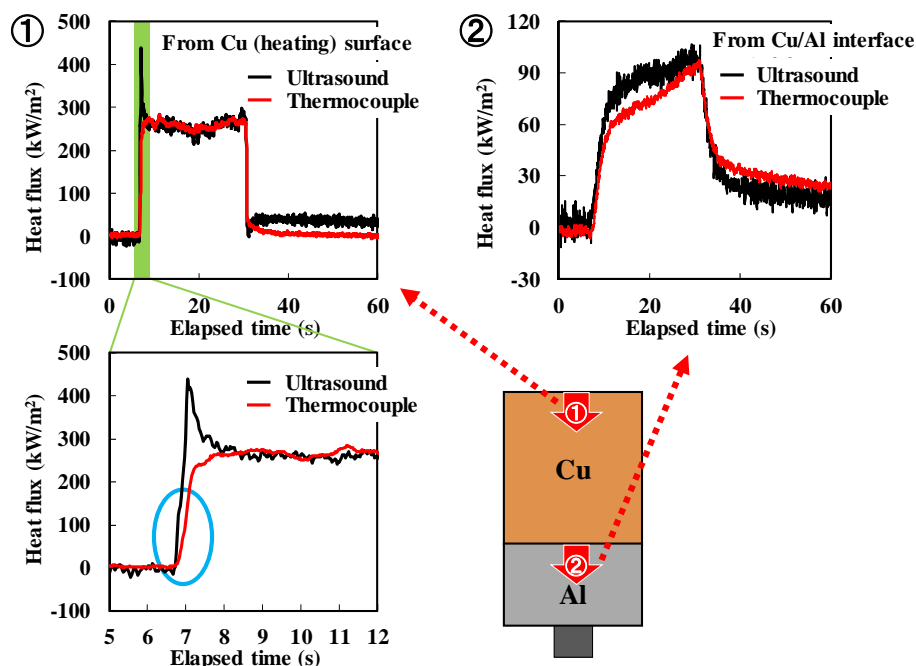 ①
From Cu (heating) surface
Ultrasound
Thermocouple
Heat flux (kW/m²)
500
400
300
200
100
0
-100
0 20 40 60
Elapsed time (s)
②
From Cu/Al interface
Ultrasound
Thermocouple
Heat flux (kW/m²)
120
90
60
30
0
-30
0 20 40 60
Elapsed time (s)
Ultrasound
Thermocouple
Heat flux (kW/m²)
500
400
300
200
100
0
-100
5 6 7 8 9 10 11 12
Elapsed time (s)
①
Cu
②
Al